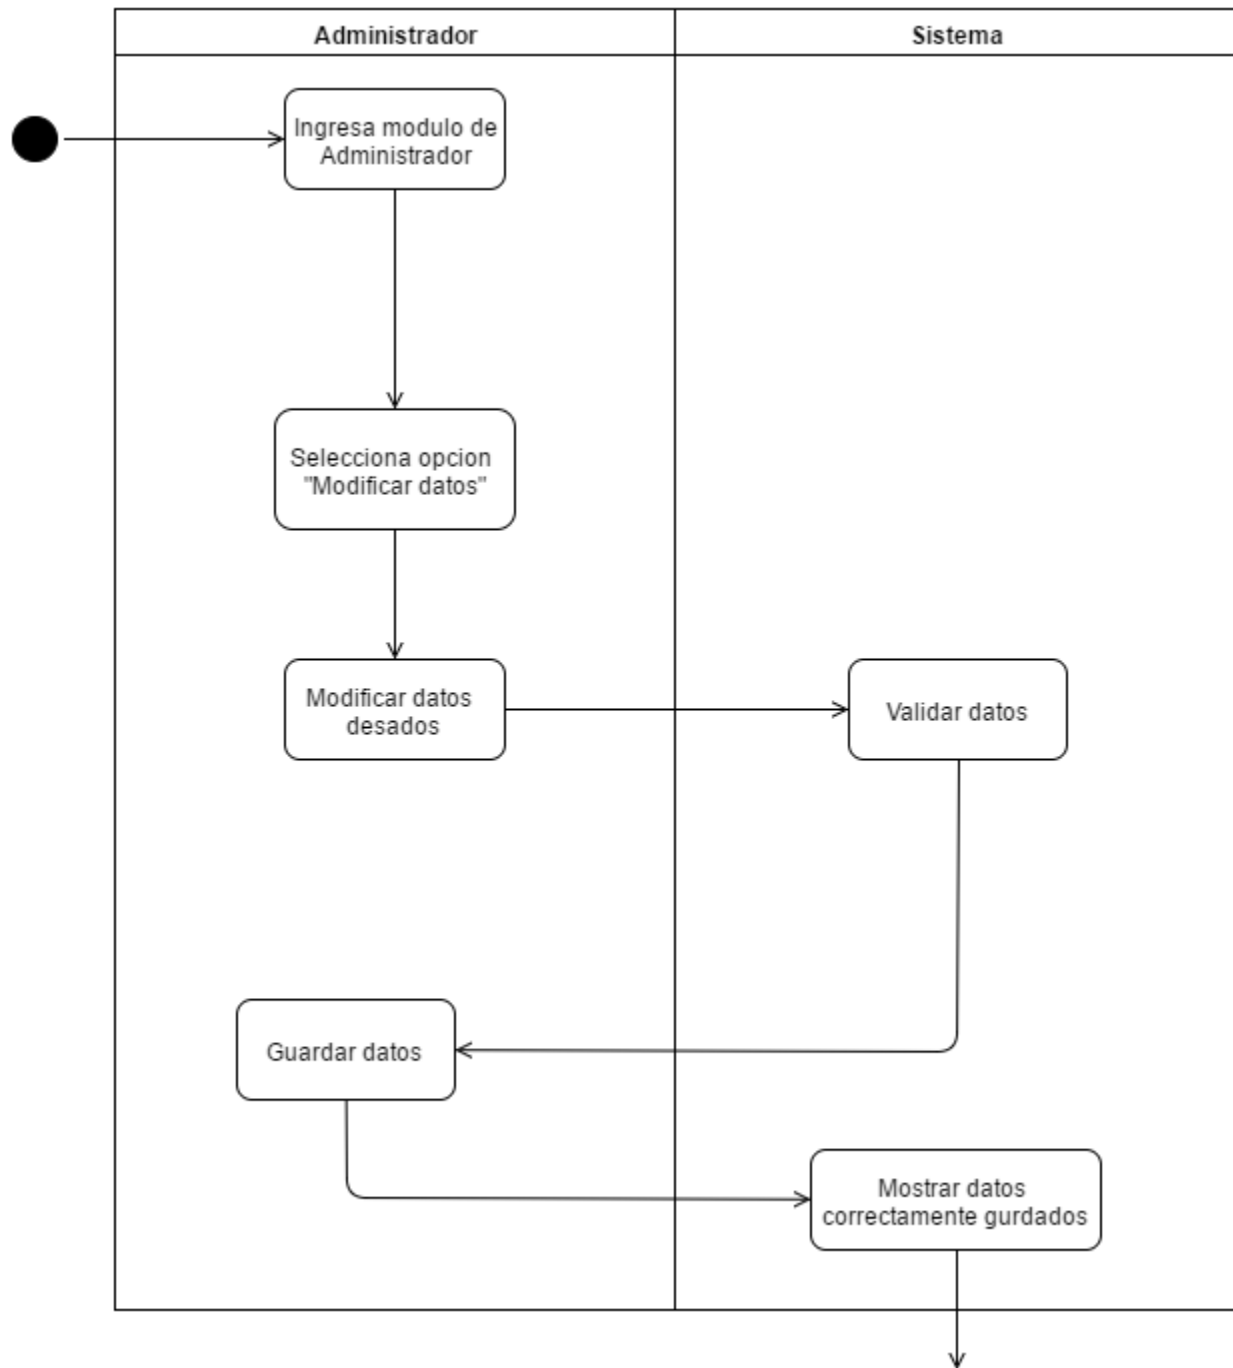 Administrador
Sistema
Ingresa modulo de
Administrador
Selecciona opcion
"Modificar datos"
Modificar datos
desados
Validar datos
Guardar datos
Mostrar datos
correctamente gurdados